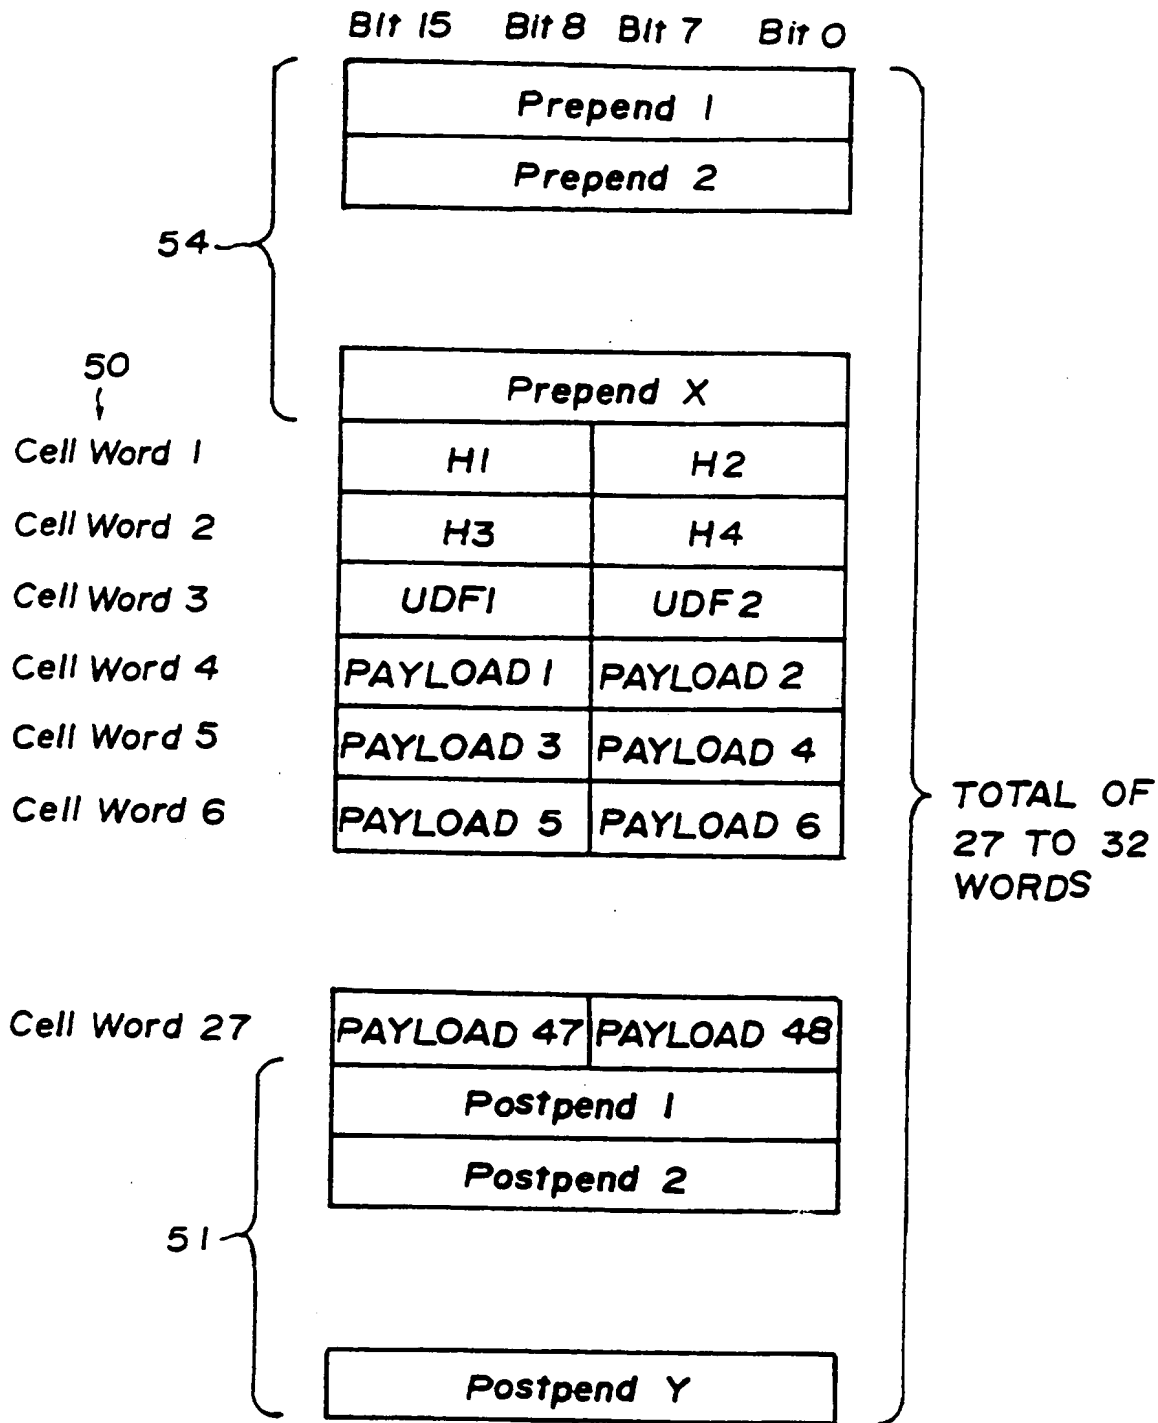 Bit 15 Bit 8 Bit 7 Bit 0
Prepend 1
Prepend 2
54
Prepend X
50
Cell Word 1 H1 H2
Cell Word 2 H3 H4
Cell Word 3 UDF1 UDF2
Cell Word 4 PAYLOAD 1 PAYLOAD 2
Cell Word 5 PAYLOAD 3 PAYLOAD 4
Cell Word 6 PAYLOAD 5 PAYLOAD 6
TOTAL OF
27 TO 32
WORDS
Cell Word 27 PAYLOAD 47 PAYLOAD 48
Postpend 1
Postpend 2
51
Postpend Y